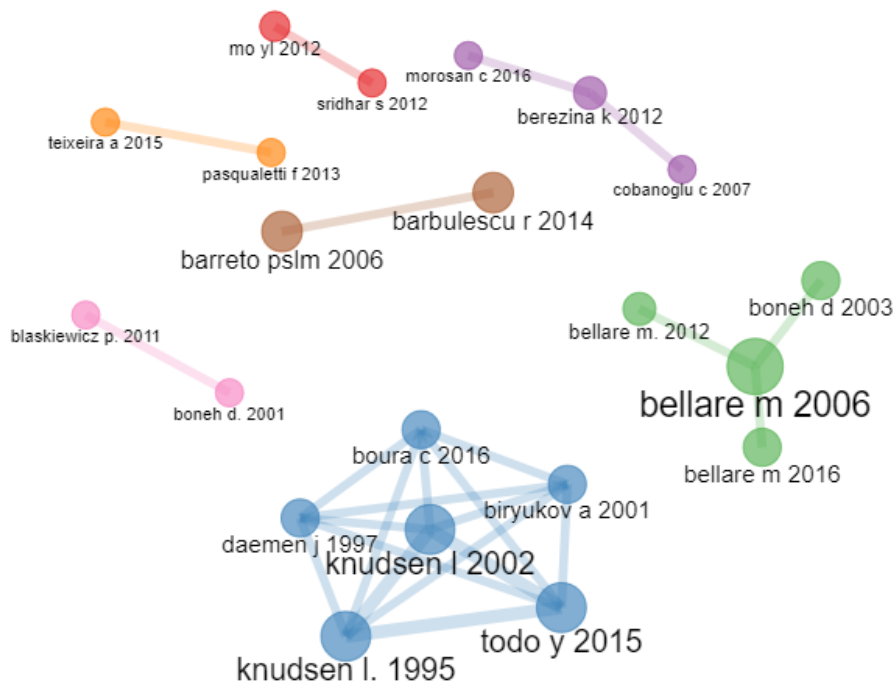 mo yl 2012
morosan c 2016
sridhar s 2012
berezina k 2012
teixeira a 2015
pasqualetti f 2013
cobanoglu c 2007
barbulescu r 2014
barreto pslm 2006
boneh d 2003
blaskiewicz p. 2011
bellare m. 2012
bellare m 2006
boneh d. 2001
boura c 2016
bellare m 2016
biryukov a 2001
daemen j 1997
knudsen l 2002
todo y 2015
knudsen l. 1995